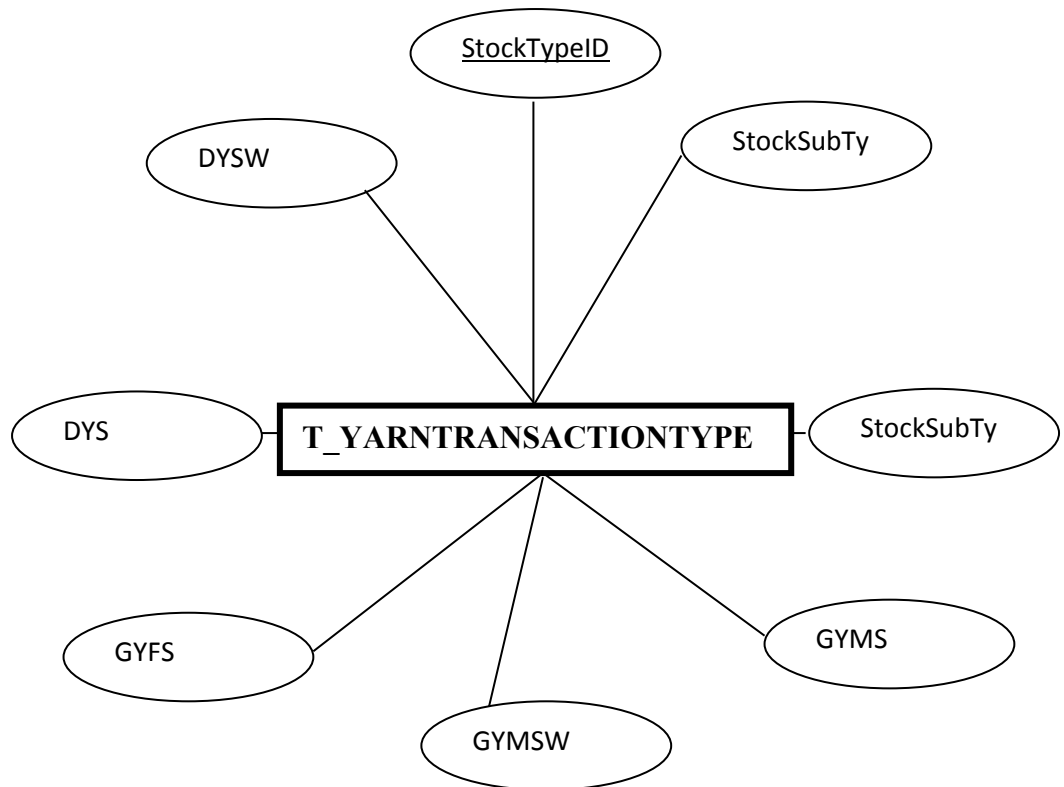 StockTypeID
StockSubTy
DYSW
DYS
T_YARNTRANSACTIONTYPE
StockSubTy
GYFS
GYMS
GYMSW